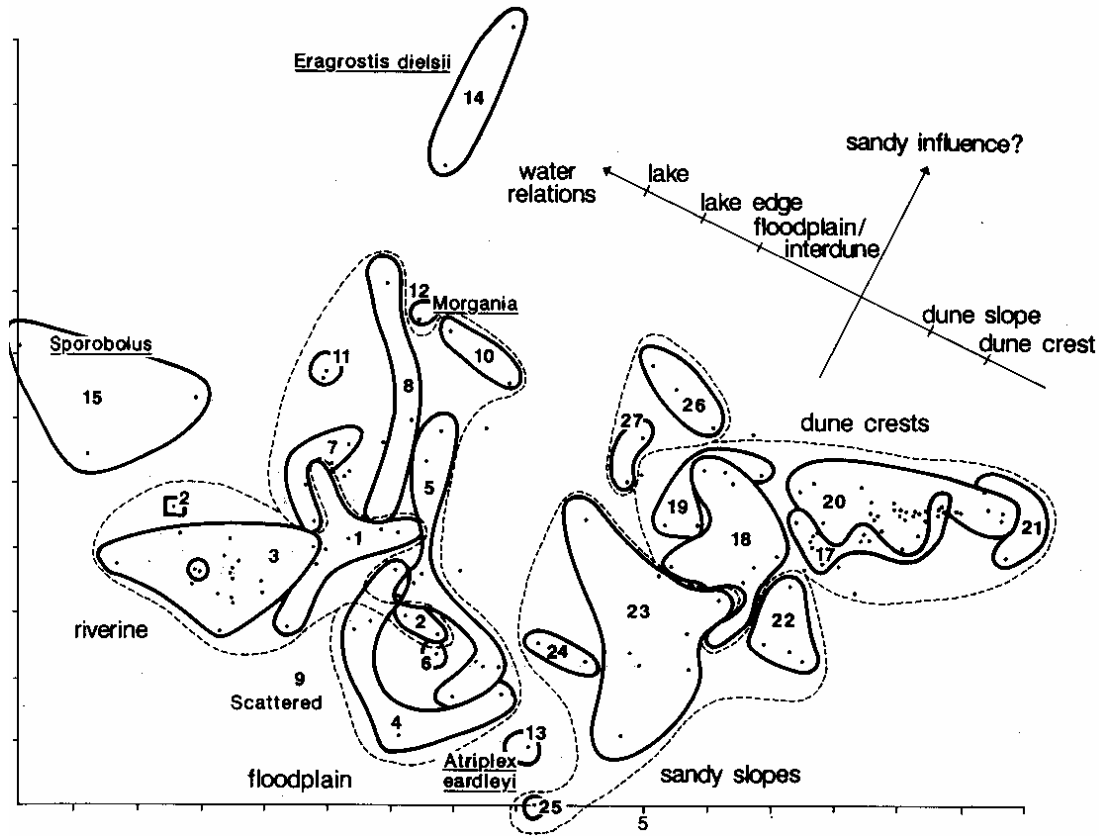 Eragrostis dielsii
14
sandy influence?
water
relations
lake
lake edge
floodplain/
interdune
dune slope
dune crest
12
Morgania
Sporobolus
15
11
8
10
26
27
dune crests
7
5
19
20
21
18
17
2
3
1
riverine
2
6
23
22
24
9
Scattered
4
13
Atriplex
eardleyi
floodplain
sandy slopes
25
5